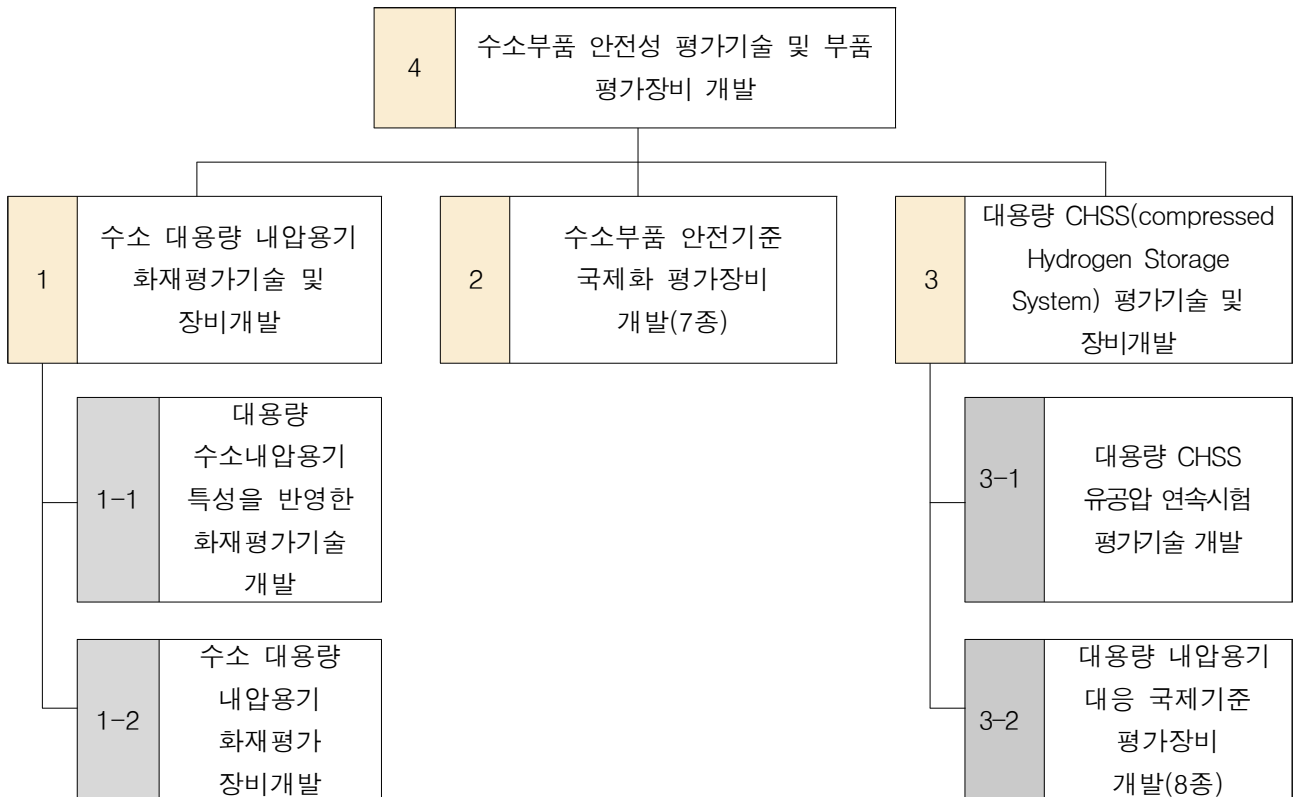 4
수소부품 안전성 평가기술 및 부품
평가장비 개발
1
수소 대용량 내압용기
화재평가기술 및
장비개발
2
수소부품 안전기준
국제화 평가장비
개발(7종)
3
대용량 CHSS(compressed
Hydrogen Storage
System) 평가기술 및
장비개발
1-1
대용량
수소내압용기
특성을 반영한
화재평가기술
개발
3-1
대용량 CHSS
유공압 연속시험
평가기술 개발
1-2
수소 대용량
내압용기
화재평가
장비개발
3-2
대용량 내압용기
대응 국제기준
평가장비
개발(8종)